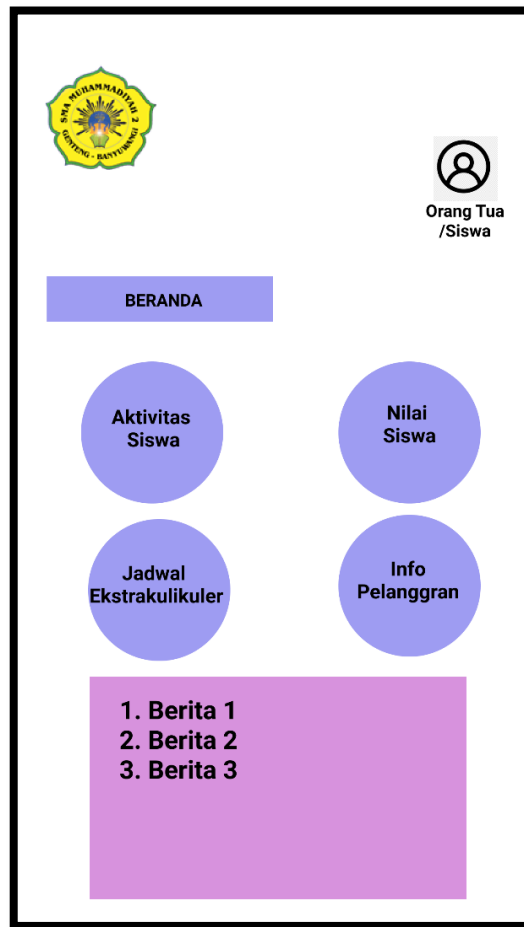 SMA MUHAMMADIYAH 2
GENTENG - BANYUWANGI
Orang Tua
/Siswa
BERANDA
Aktivitas
Siswa
Nilai
Siswa
Jadwal
Ekstrakulikuler
Info
Pelanggran
1. Berita 1
2. Berita 2
3. Berita 3